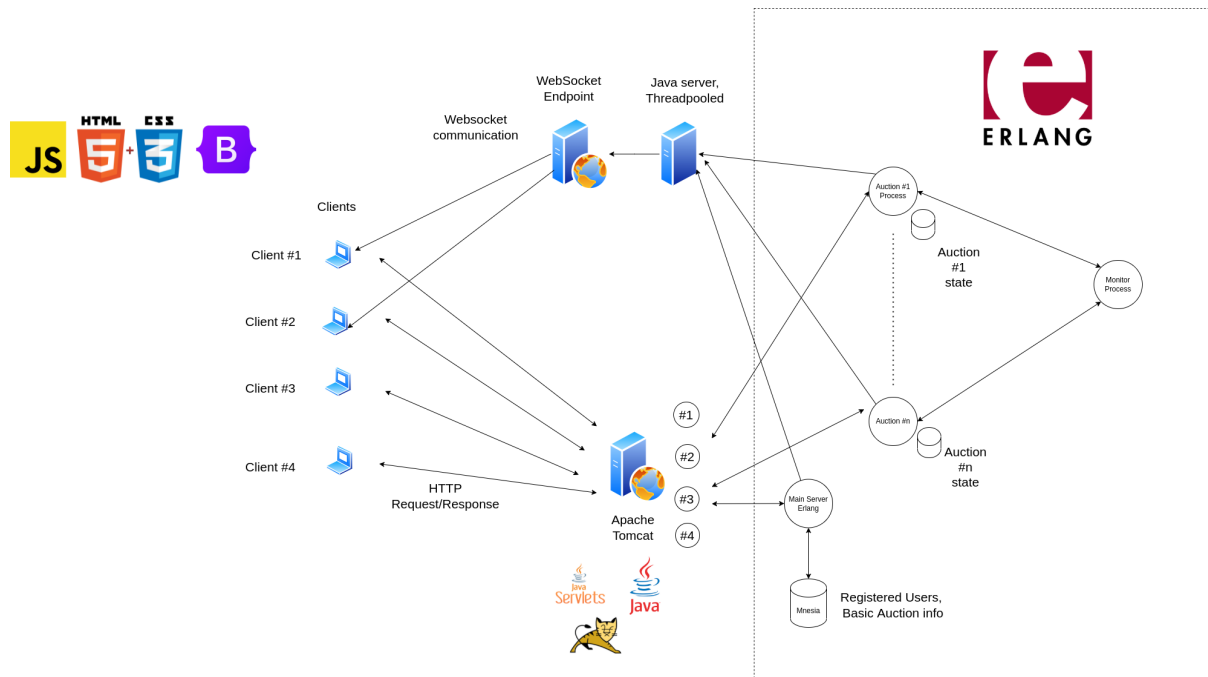 JS
HTML
5
+
CSS
3
B
WebSocket
Endpoint
Java server,
Threadpooled
Websocket
communication
ERLANG
Clients
Client #1
Client #2
Client #3
Client #4
HTTP
Request/Response
Apache
Tomcat
#1
#2
#3
#4
Java
Servlets
Java
Auction #1
Process
Auction
#1
state
Monitor
Process
Auction #n
Auction
#n
state
Main Server
Erlang
Mnesia
Registered Users,
Basic Auction info